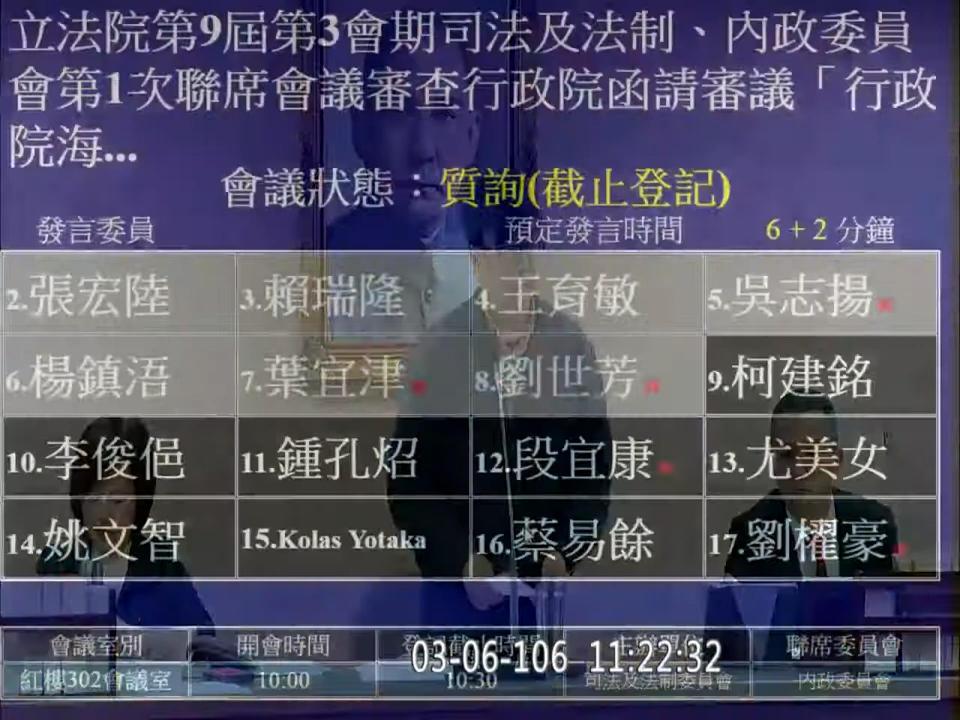 立法院第9屆第3會期司法及法制、內政委員
會第1次聯席會議審查行政院函請審議「行政
院海...
會議狀態：質詢(截止登記)
發言委員 預定發言時間 6 + 2 分鐘
2.張宏陸 3.賴瑞隆 4.王育敏 5.吳志揚
6.楊鎮浯 7.葉宜津 8.劉世芳 9.柯建銘
10.李俊俋 11.鍾孔炤 12.段宜康 13.尤美女
14.姚文智 15.Kolas Yotaka 16.蔡易餘 17.劉櫂豪
會議室別 開會時間 登記截止時間 主辦單位 聯席委員會
03-06-106 11:22:32
紅樓302會議室 10:00 10:30 司法及法制委員會 內政委員會